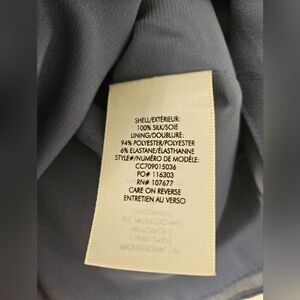 SHELL/EXTÉRIEUR:
100% SILK/SOIE
LINING/DOUBLURE:
94% POLYESTER/POLYESTER
6% ELASTANE/ÉLASTHANNE
STYLE#/NUMÉRO DE MODÈLE:
CC709015036
PO# 116303
RN# 107677
CARE ON REVERSE
ENTRETIEN AU VERSO